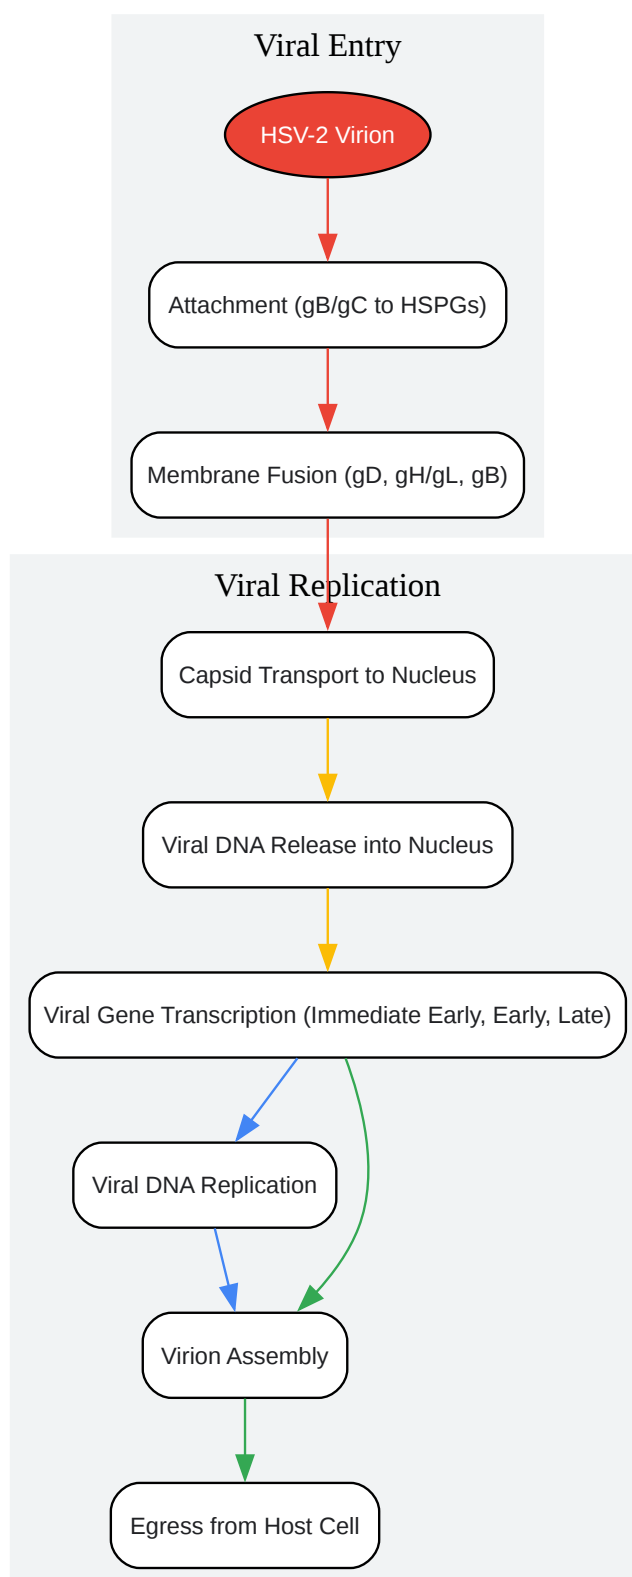 Viral Entry
HSV-2 Virion
Attachment (gB/gC to HSPGs)
Membrane Fusion (gD, gH/gL, gB)
Viral Replication
Capsid Transport to Nucleus
Viral DNA Release into Nucleus
Viral Gene Transcription (Immediate Early, Early, Late)
Viral DNA Replication
Virion Assembly
Egress from Host Cell